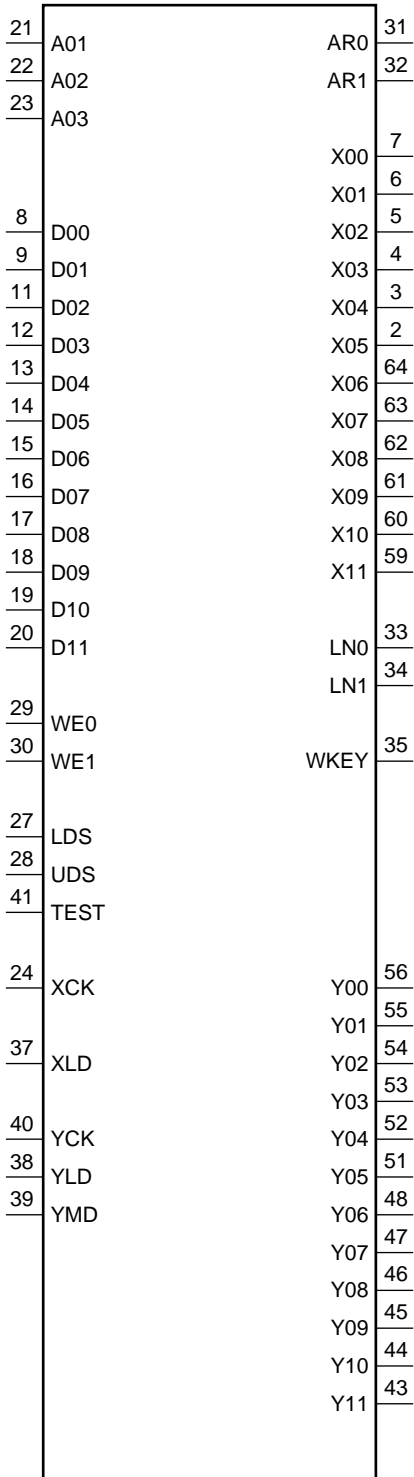 21 A01 AR0 31
22 A02 AR1 32
23 A03
X00 7
X01 6
8 D00 X02 5
9 D01 X03 4
11 D02 X04 3
12 D03 X05 2
13 D04 X06 64
14 D05 X07 63
15 D06 X08 62
16 D07 X09 61
17 D08 X10 60
18 D09 X11 59
19 D10
20 D11 LN0 33
LN1 34
29 WE0
30 WE1 WKEY 35
27 LDS
28 UDS
41 TEST
24 XCK Y00 56
Y01 55
37 XLD Y02 54
Y03 53
40 YCK Y04 52
38 YLD Y05 51
39 YMD Y06 48
Y07 47
Y08 46
Y09 45
Y10 44
Y11 43